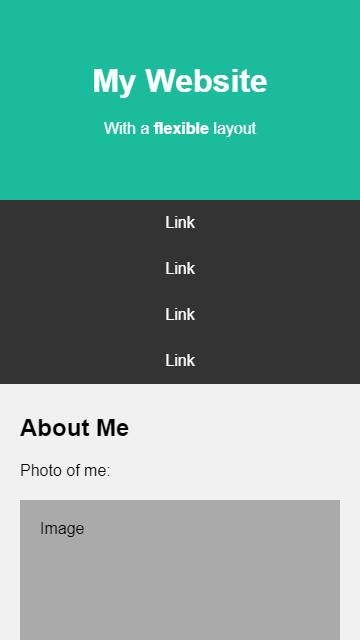 My Website
With a flexible layout
Link
Link
Link
Link
About Me
Photo of me:
Image